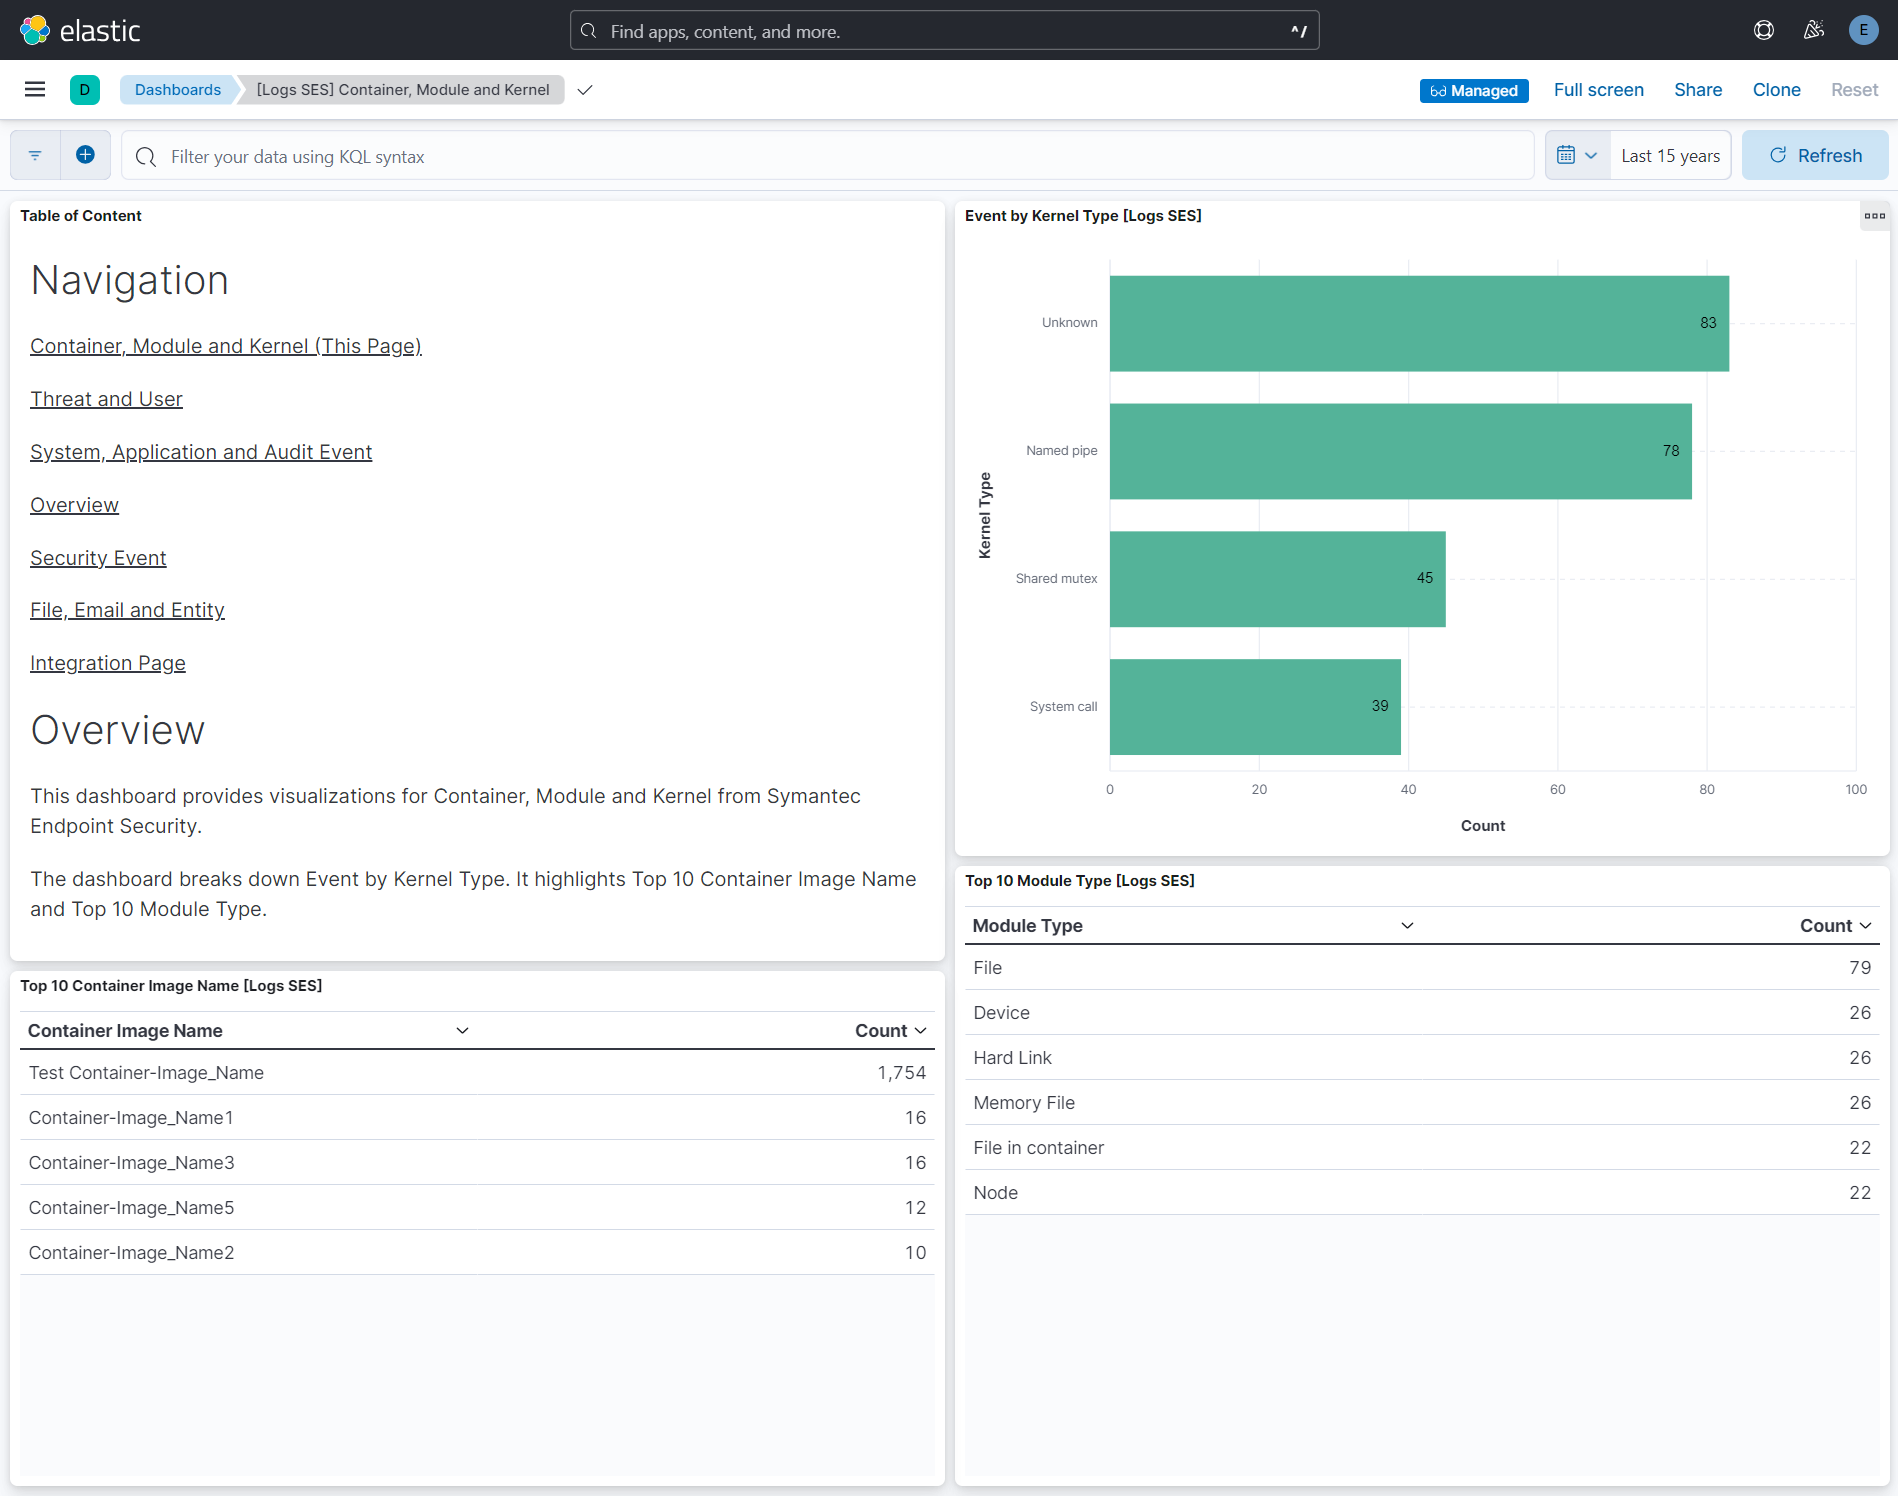 elastic
Find apps, content, and more.
^/
E
D
Dashboards
[Logs SES] Container, Module and Kernel
Managed
Full screen
Share
Clone
Reset
Filter your data using KQL syntax
Last 15 years
Refresh
Table of Content
Navigation
Container, Module and Kernel (This Page)
Threat and User
System, Application and Audit Event
Overview
Security Event
File, Email and Entity
Integration Page
Overview
This dashboard provides visualizations for Container, Module and Kernel from Symantec
Endpoint Security.
The dashboard breaks down Event by Kernel Type. It highlights Top 10 Container Image Name
and Top 10 Module Type.
Event by Kernel Type [Logs SES]
Kernel Type
Unknown
83
Named pipe
78
Shared mutex
45
System call
39
0
20
40
60
80
100
Count
Top 10 Container Image Name [Logs SES]
Container Image Name Count
Test Container-Image_Name 1,754
Container-Image_Name1 16
Container-Image_Name3 16
Container-Image_Name5 12
Container-Image_Name2 10
Top 10 Module Type [Logs SES]
Module Type Count
File 79
Device 26
Hard Link 26
Memory File 26
File in container 22
Node 22